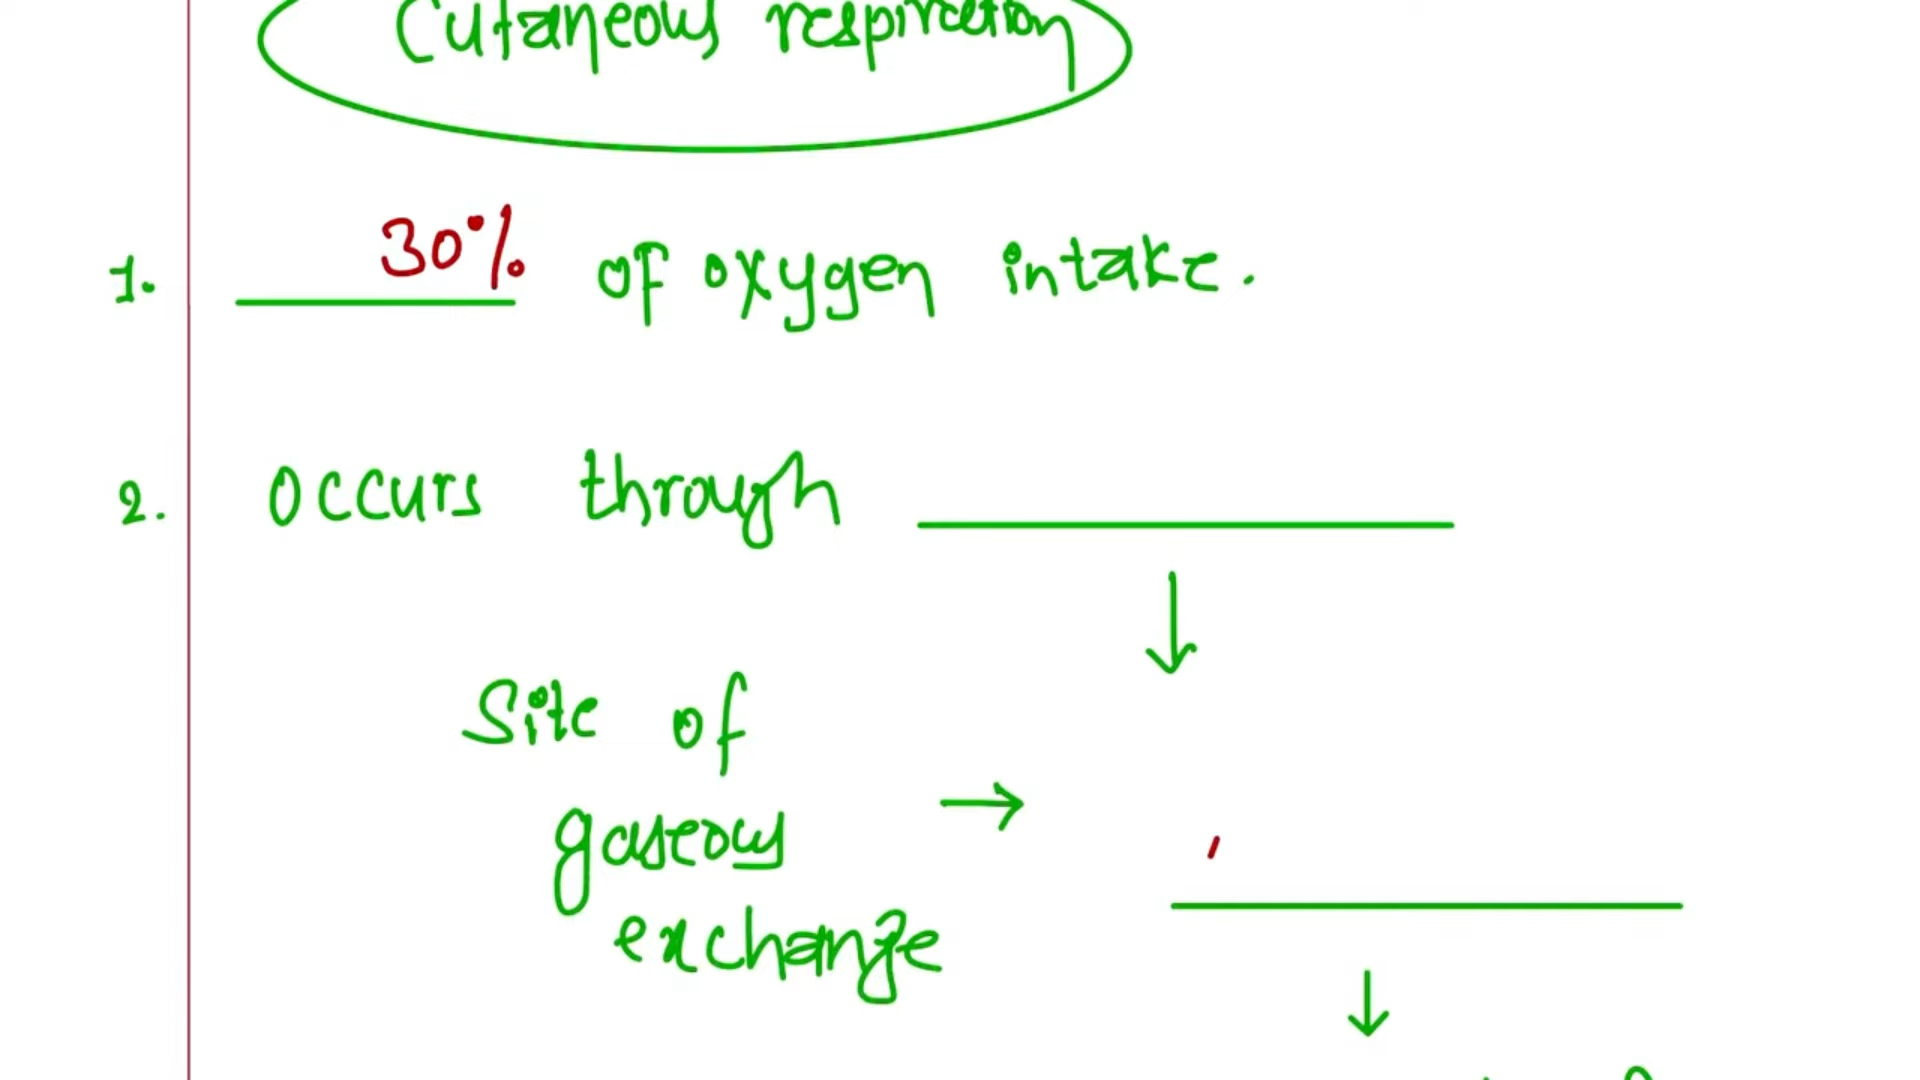 Cutaneous respiration
1. 30% of oxygen intake.
2. occurs through
Site of
gaseous
exchange